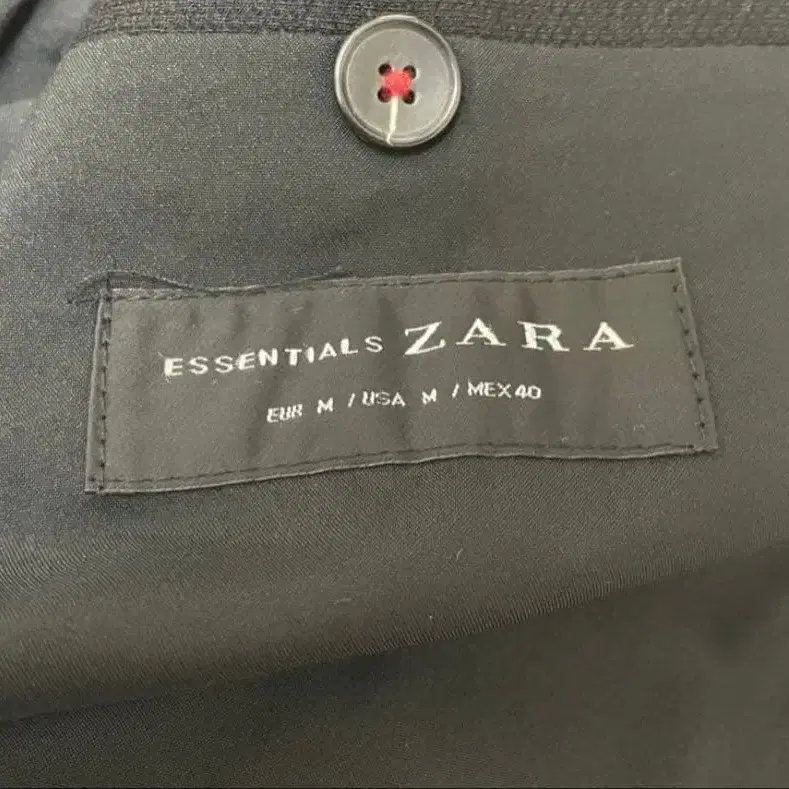 ESSENTIALS ZARA
EUR M / USA M / MEX 40